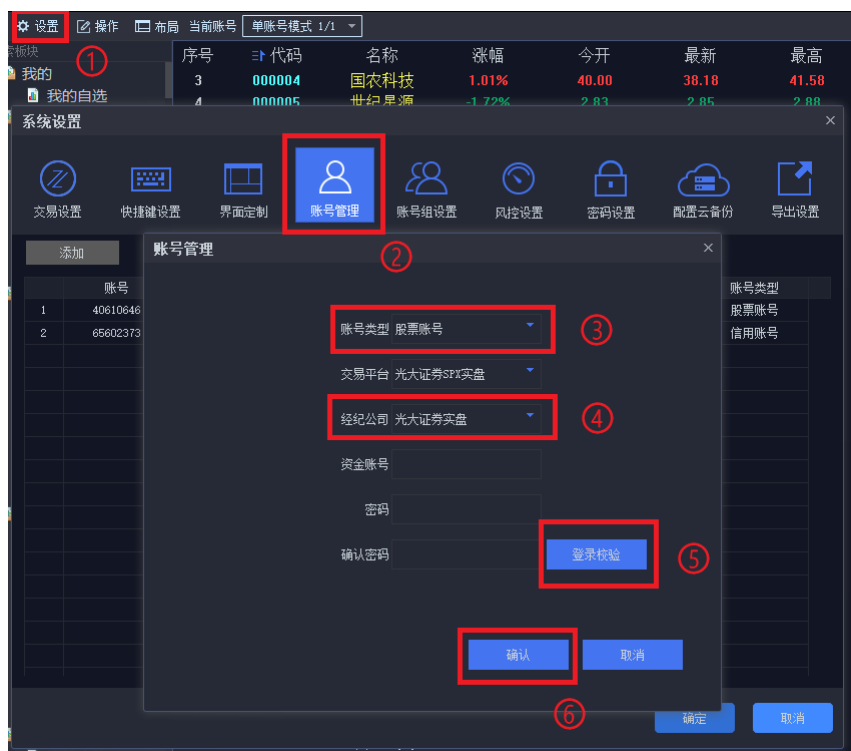 设置 操作 布局 当前账号 单账号模式 1/1
①
索板块
我的
我的自选
序号 代码 名称 涨幅 今开 最新 最高
3 000004 国农科技 1.01% 40.00 38.18 41.58
4 000005 世纪星源 -1.72% 2.83 2.85 2.88
系统设置
交易设置 快捷键设置 界面定制 账号管理 账号组设置 风控设置 密码设置 配置云备份 导出设置
②
添加
账号 账号类型
1 40610646 股票账号
2 65602373 信用账号
账号管理
账号类型 股票账号
③
交易平台 光大证券SPX实盘
经纪公司 光大证券实盘
④
资金账号
密码
确认密码 登录校验
⑤
确认 取消
⑥
确定 取消